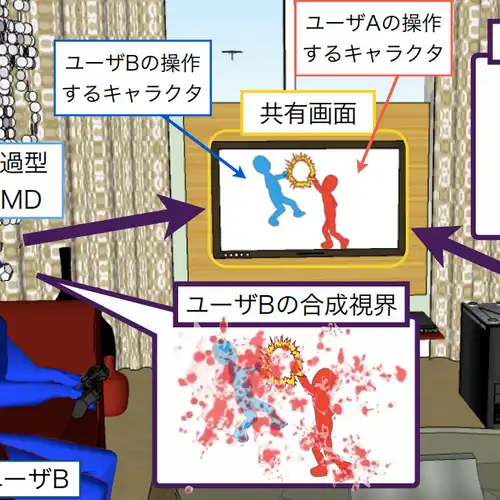 ユーザBの操作
するキャラクタ
ユーザAの操作
するキャラクタ
共有画面
過型
MD
ユーザBの合成視界
ーザB